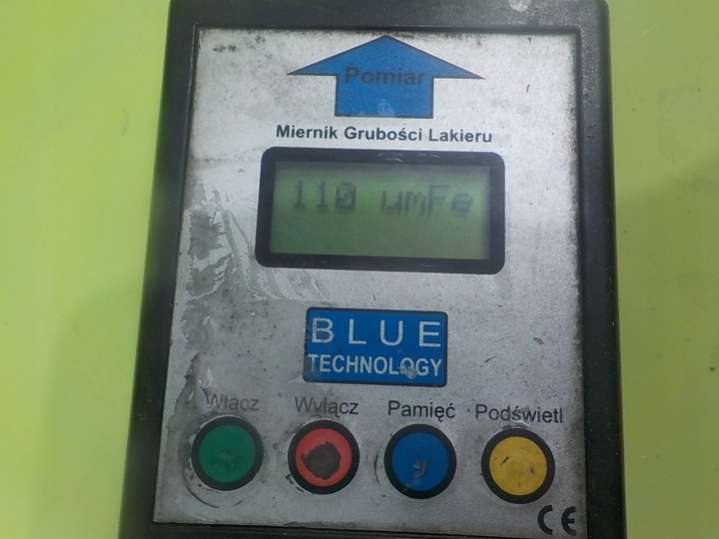 Pomiar
Miernik Grubości Lakieru
110 umFe
BLUE
TECHNOLOGY
Włącz Wyłącz Pamięć Podświetl
CE